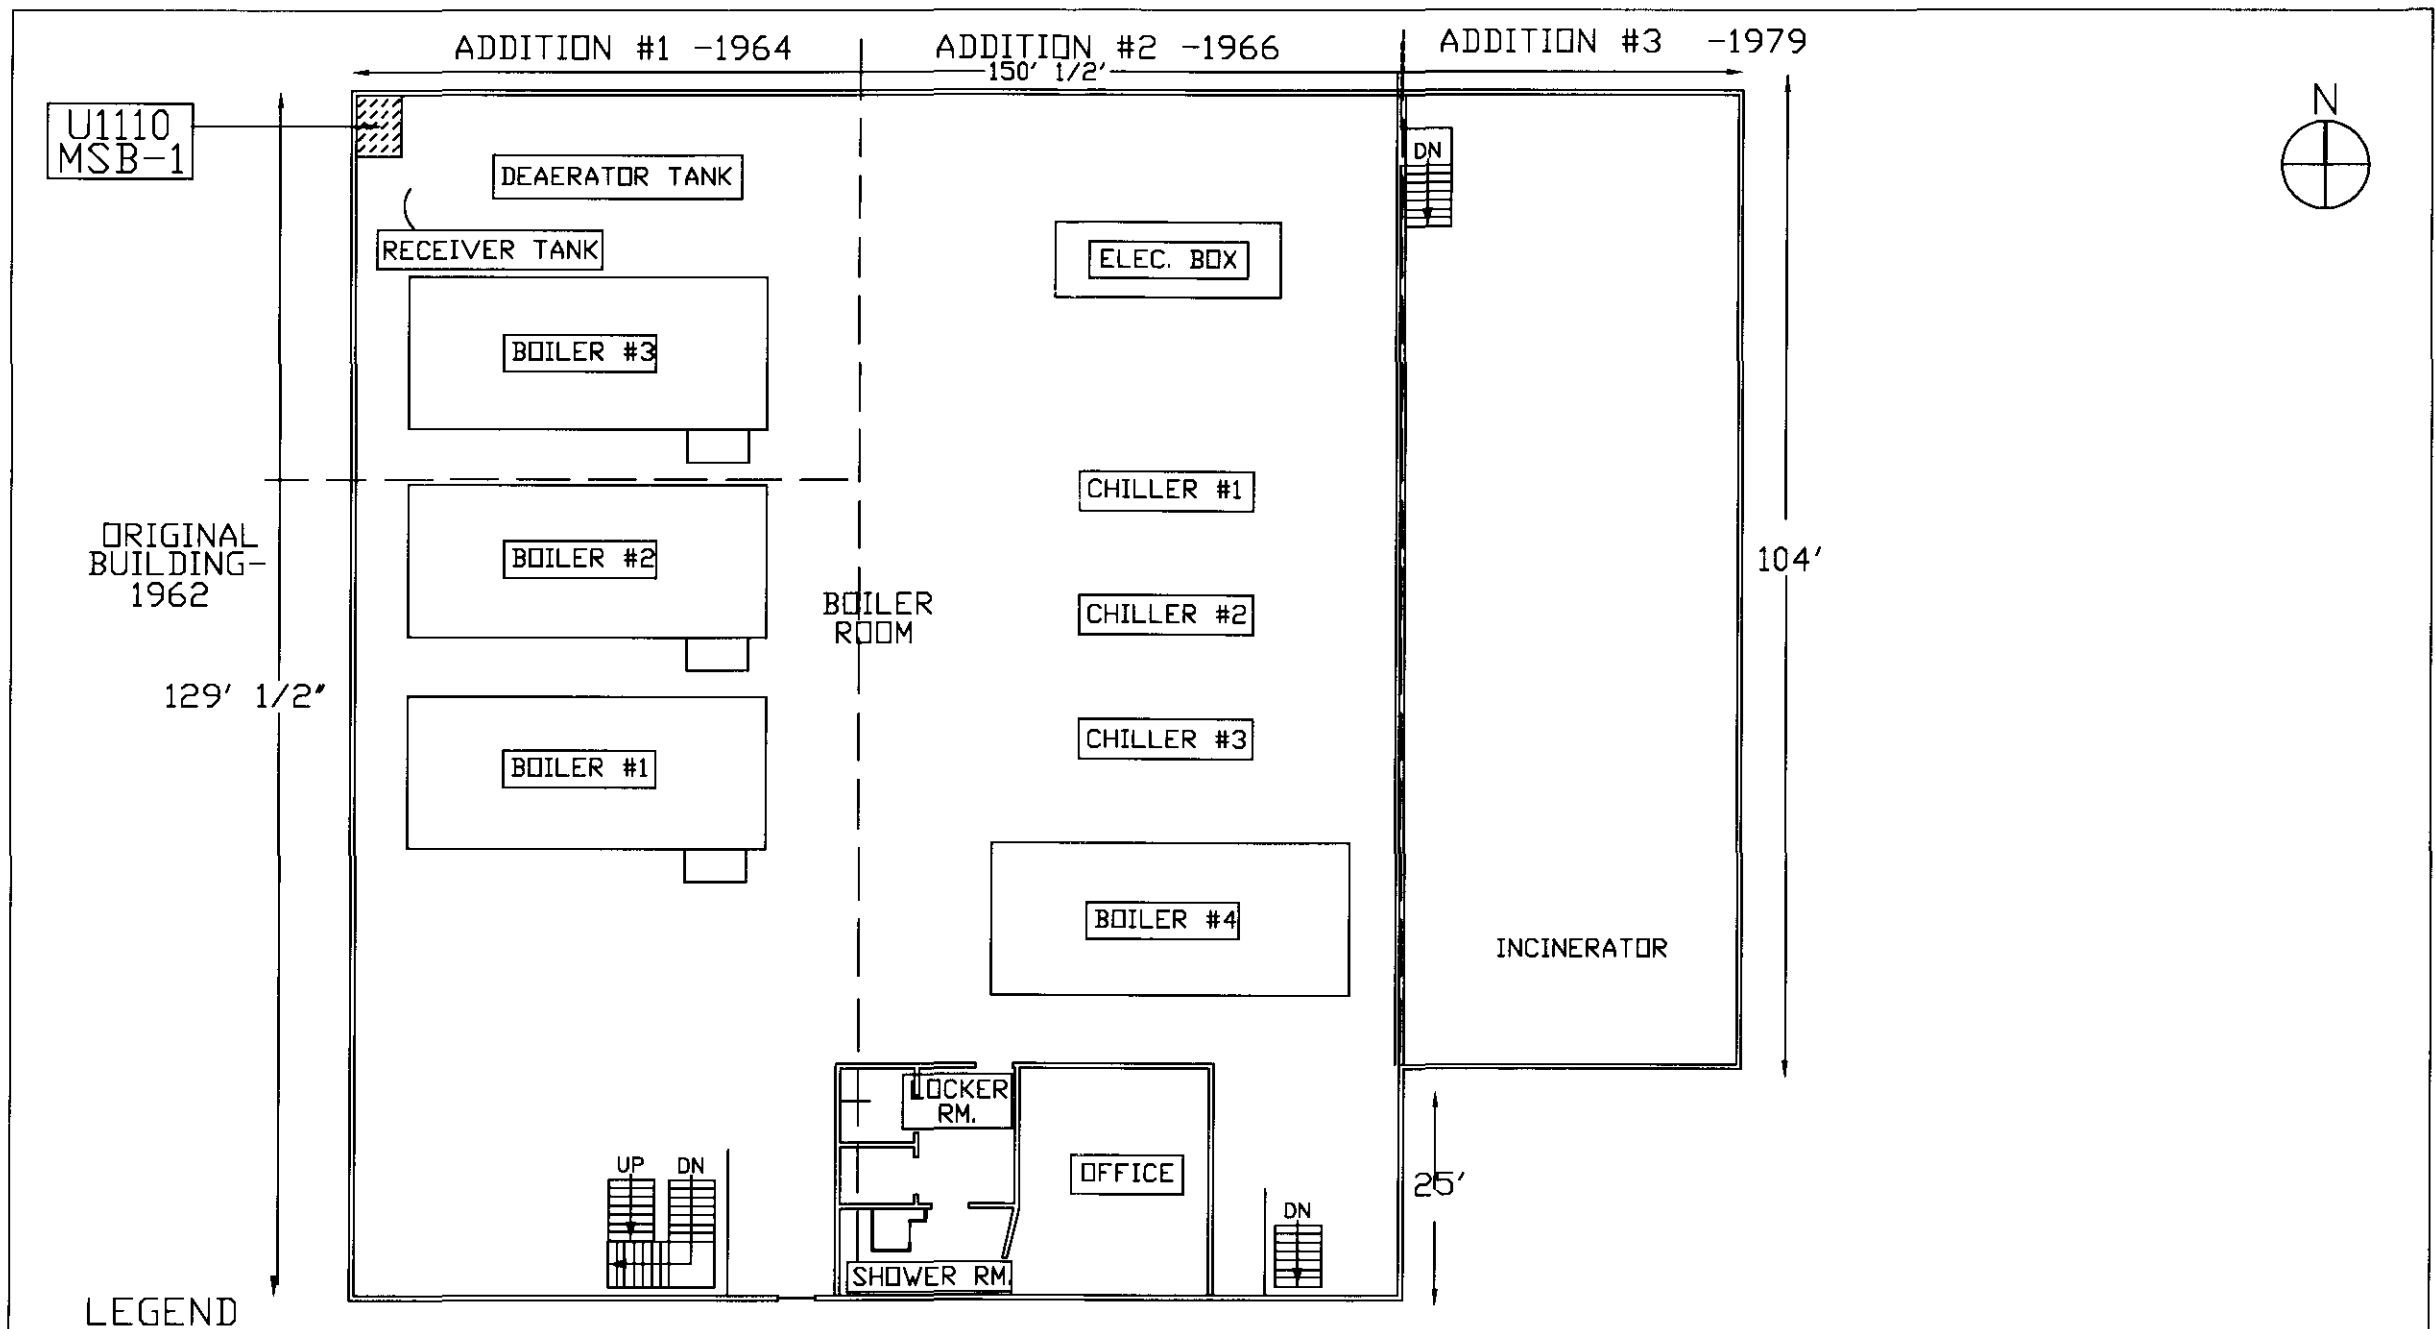 ADDITION #1 -1964
ADDITION #2 -1966
ADDITION #3 -1979
150' 1/2'
U1110
MSB-1
N
DEAERATOR TANK
DN
RECEIVER TANK
ELEC. BOX
BOILER #3
CHILLER #1
ORIGINAL
BUILDING-
1962
BOILER #2
104'
BOILER
ROOM
CHILLER #2
129' 1/2"
CHILLER #3
BOILER #1
BOILER #4
INCINERATOR
LOCKER
RM.
UP
DN
OFFICE
25'
DN
SHOWER RM.
LEGEND